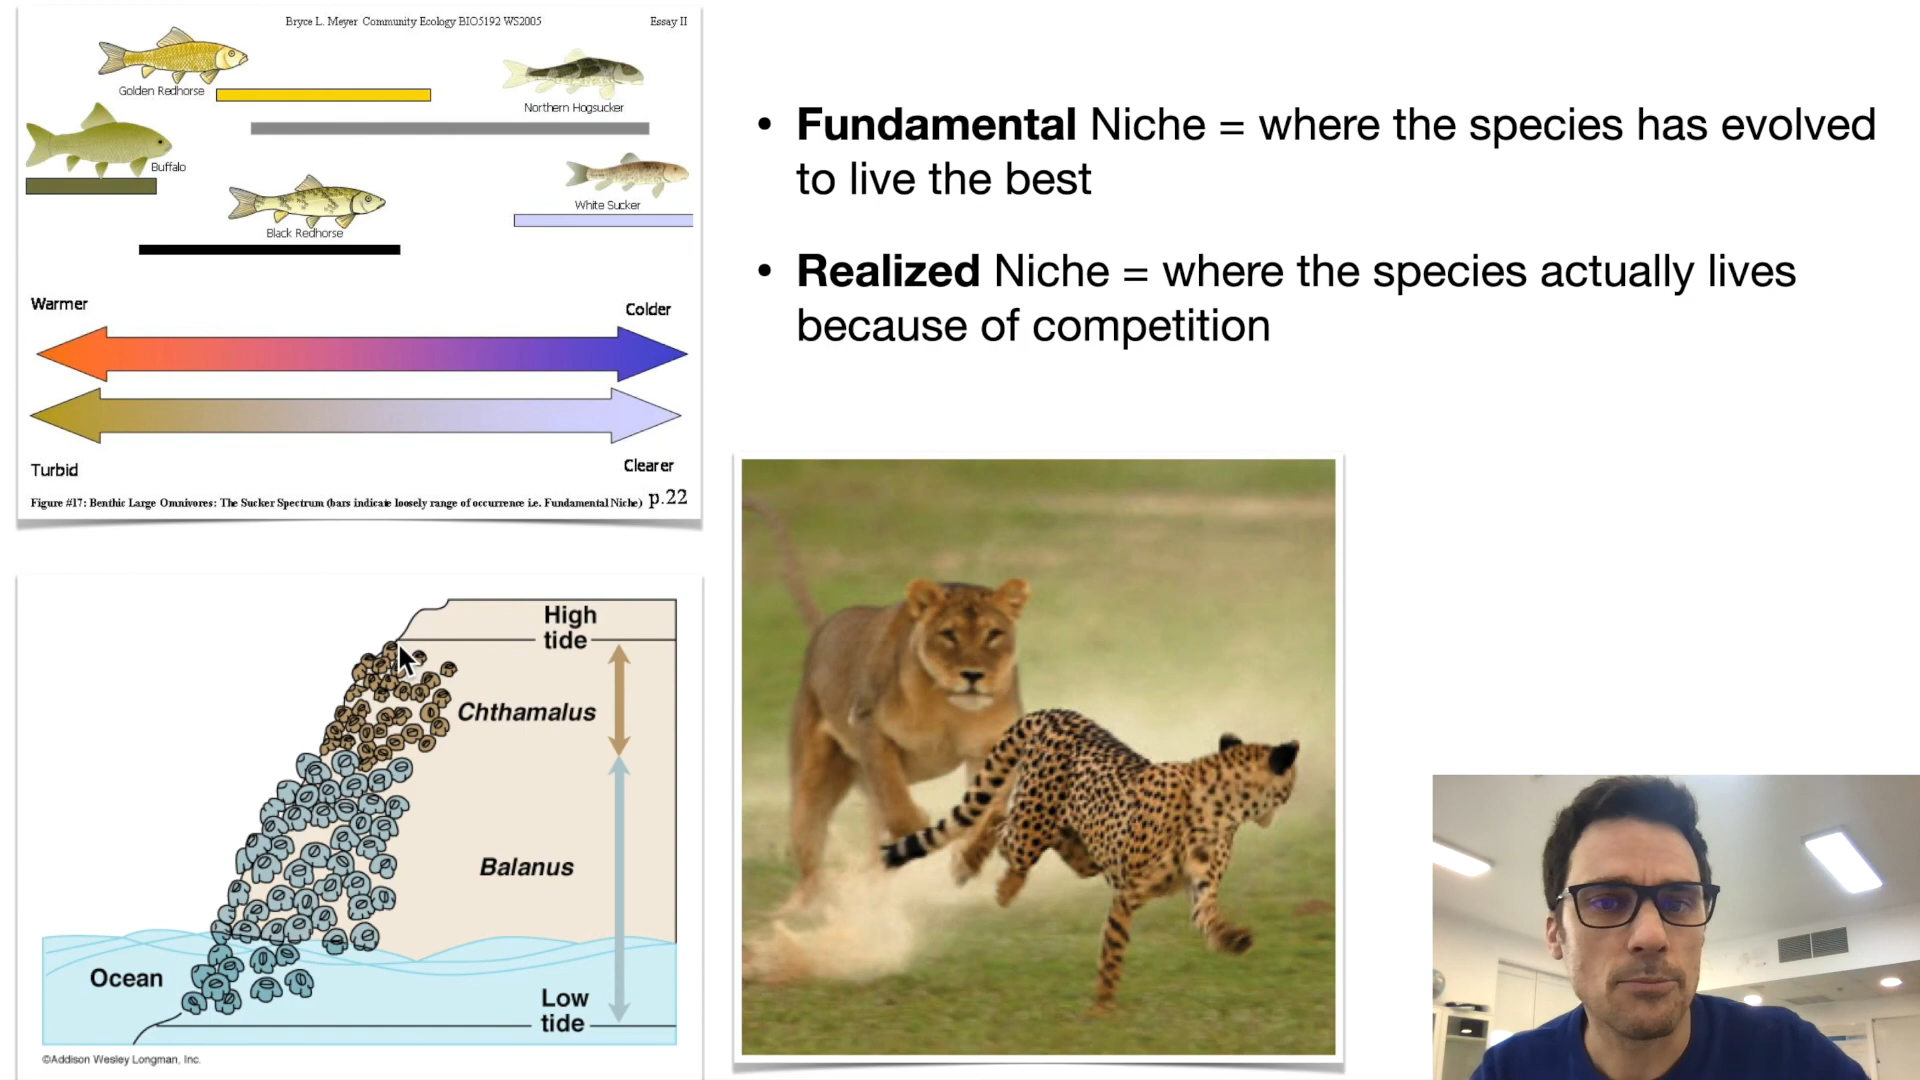 Bryce L. Meyer Community Ecology BIO5192 WS2005 Essay II
Golden Redhorse
Northern Hogsucker
Buffalo
White Sucker
Black Redhorse
Warmer
Colder
Turbid
Clearer
Figure #17: Benthic Large Omnivores: The Sucker Spectrum (bars indicate loosely range of occurrence i.e. Fundamental Niche) p.22
• Fundamental Niche = where the species has evolved
to live the best
• Realized Niche = where the species actually lives
because of competition
High
tide
Chthamalus
Balanus
Ocean
Low
tide
©Addison Wesley Longman, Inc.